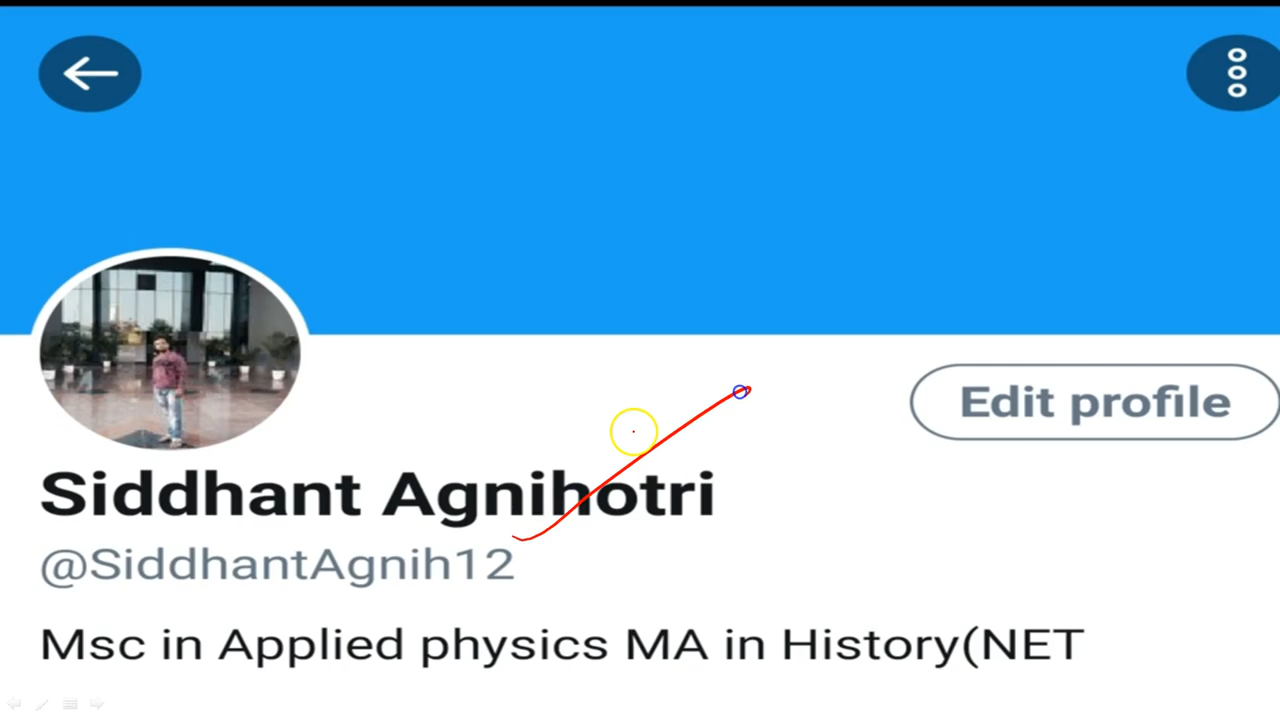 Edit profile
Siddhant Agnihotri
@SiddhantAgnih12
Msc in Applied physics MA in History(NET